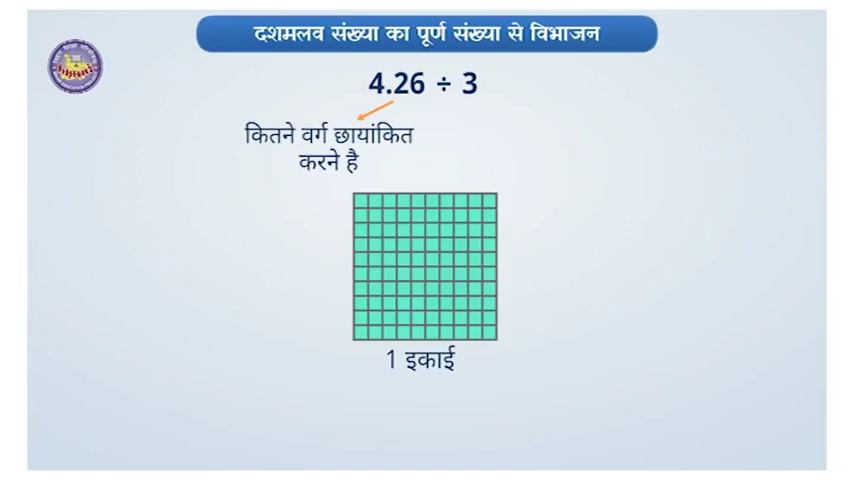 दशमलव संख्या का पूर्ण संख्या से विभाजन
4.26 ÷ 3
कितने वर्ग छायांकित
करने है
1 इकाई